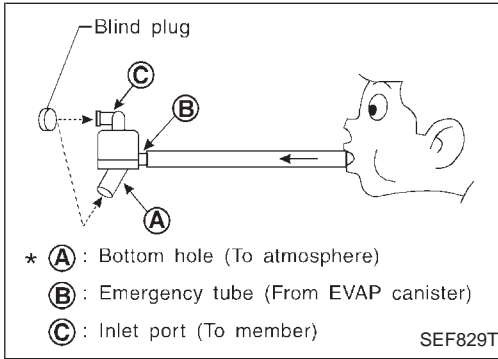 Blind plug
C
B
A
* A : Bottom hole (To atmosphere)
B : Emergency tube (From EVAP canister)
C : Inlet port (To member)
SEF829T